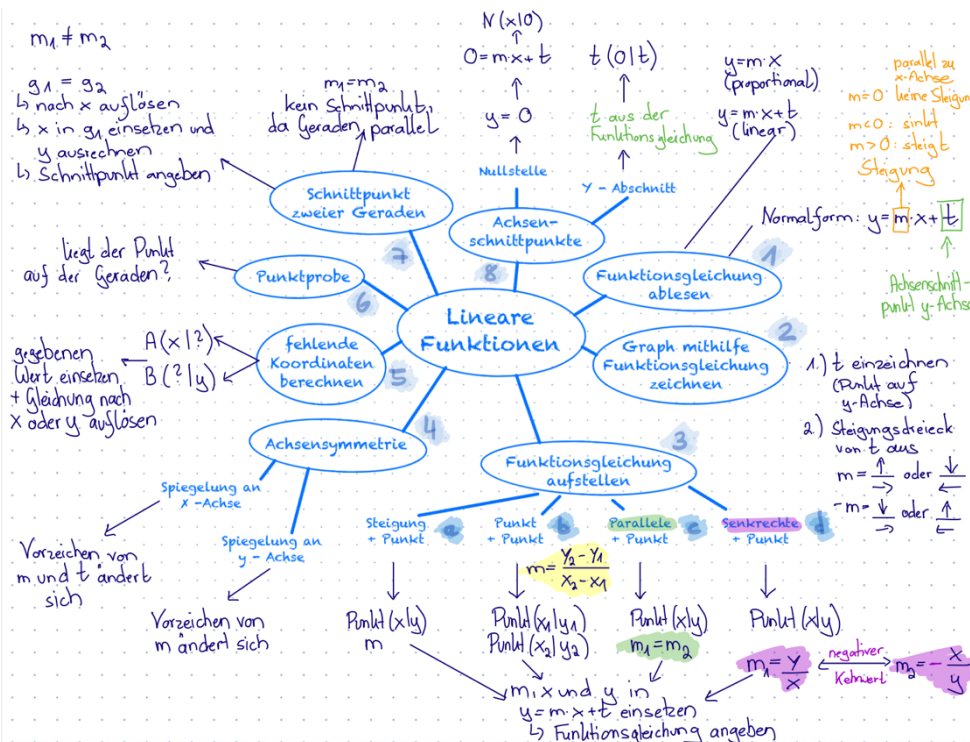 m₁ ≠ m₂
g₁ = g₂
↳ nach x auflösen
↳ x in g₁ einsetzen und
y ausrechnen
↳ Schnittpunkt angeben
m₁=m₂
kein Schnittpunkt,
da Geraden parallel
N(x|0)
0=m·x+t
y=0
Nullstelle
t(0|t)
t aus der
Funktionsgleichung
Y-Abschnitt
y=m·x
(proportional)
y=m·x+t
(linear)
parallel zu
x-Achse
m=0: keine Steigung
m<0: sinkt
m>0: steigt
Steigung
Normalform: y=m·x+t
Achsenschnitt-
punkt y-Achse
Schnittpunkt
zweier Geraden
7
Achsen-
schnittpunkte
8
Funktionsgleichung
ablesen
1
liegt der Punkt
auf der Geraden?
Punktprobe
6
Lineare
Funktionen
Graph mithilfe
Funktionsgleichung
zeichnen
2
1.) t einzeichnen
(Punkt auf
y-Achse)
2.) Steigungsdreieck
von t aus
m = ↑/→ oder ↓/←
-m = ↓/→ oder ↑/←
gegebenen
Wert einsetzen
+ Gleichung nach
x oder y auflösen
A(x|?)
B(?|y)
fehlende
Koordinaten
berechnen
5
Achsensymmetrie
4
Spiegelung an
x-Achse
Vorzeichen von
m und t ändert
sich
Spiegelung an
y-Achse
Vorzeichen von
m ändert sich
Funktionsgleichung
aufstellen
3
Steigung
+ Punkt
a
Punkt
+ Punkt
b
Parallele
+ Punkt
c
Senkrechte
+ Punkt
d
m = (y₂-y₁)/(x₂-x₁)
Punkt (x|y)
m
Punkt (x₁|y₁)
Punkt (x₂|y₂)
Punkt (x|y)
m₁=m₂
Punkt (x|y)
m₁ = y/x
negativer
Kehrwert
m₂ = - x/y
m, x und y in
y=m·x+t einsetzen
↳ Funktionsgleichung angeben